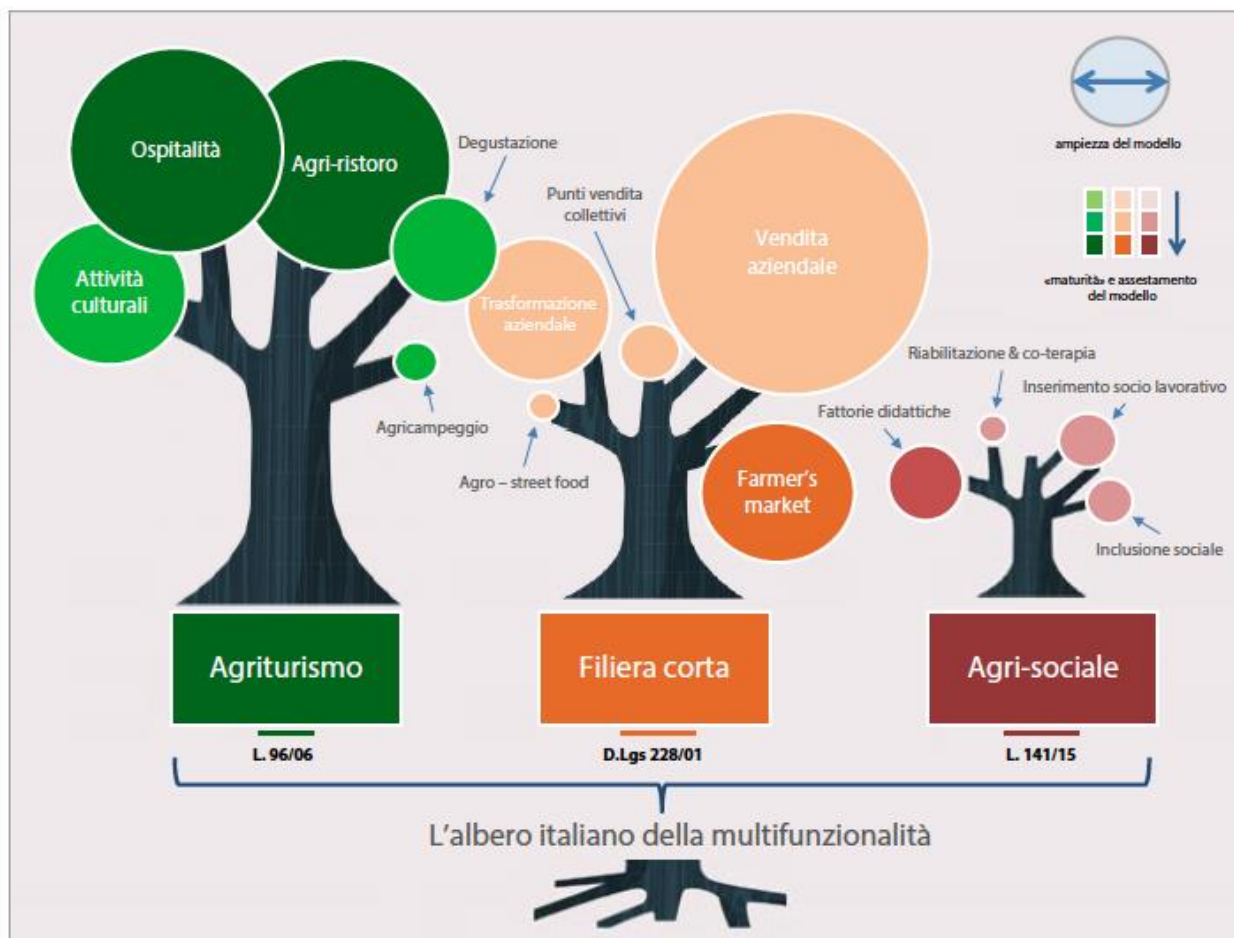 Ospitalità
Agri-ristoro
Attività
culturali
Degustazione
Agricampeggio
Punti vendita
collettivi
Trasformazione
aziendale
Agro – street food
Vendita
aziendale
Farmer's
market
ampiezza del modello
«maturità» e assestamento
del modello
Riabilitazione & co-terapia
Inserimento socio lavorativo
Fattorie didattiche
Inclusione sociale
Agriturismo
Filiera corta
Agri-sociale
L. 96/06
D.Lgs 228/01
L. 141/15
L'albero italiano della multifunzionalità